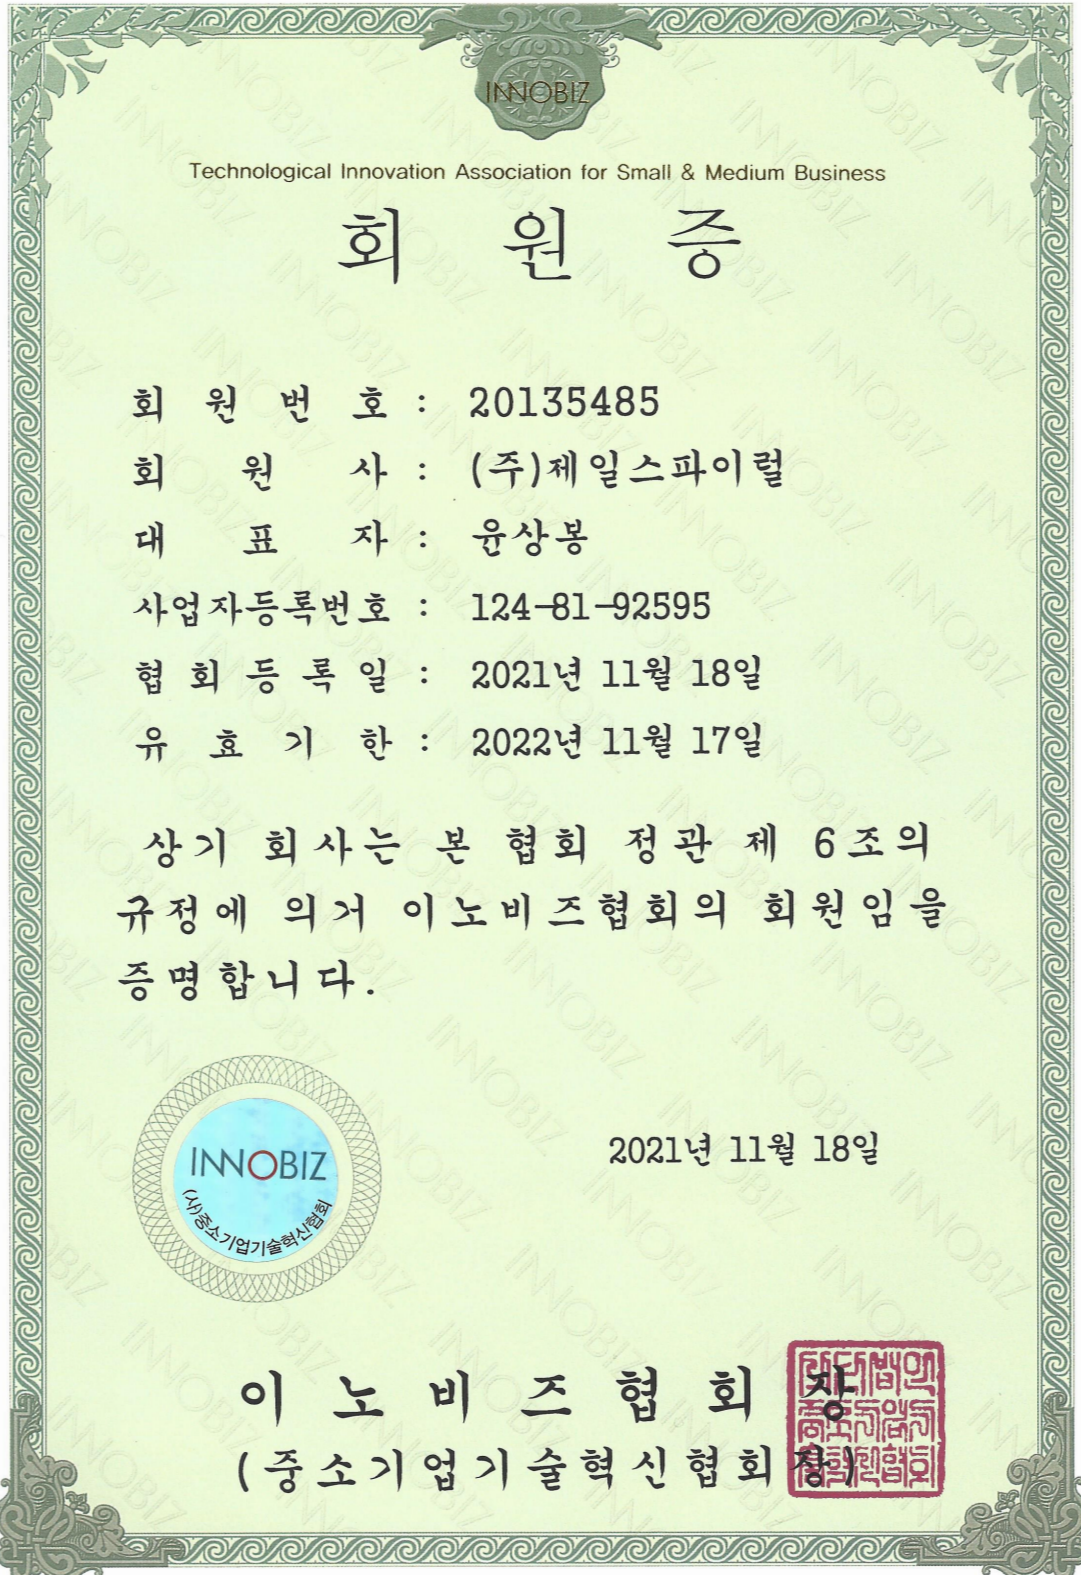 INNOBIZ
Technological Innovation Association for Small & Medium Business
회 원 증
회 원 번 호 : 20135485
회 원 사 : (주)제일스파이럴
대 표 자 : 윤상봉
사업자등록번호 : 124-81-92595
협 회 등 록 일 : 2021년 11월 18일
유 효 기 한 : 2022년 11월 17일
상기 회사는 본 협회 정관 제 6조의
규정에 의거 이노비즈협회의 회원임을
증명합니다.
2021년 11월 18일
INNOBIZ
(사)중소기업기술혁신협회
이 노 비 즈 협 회 장
(중소기업기술혁신협회장)